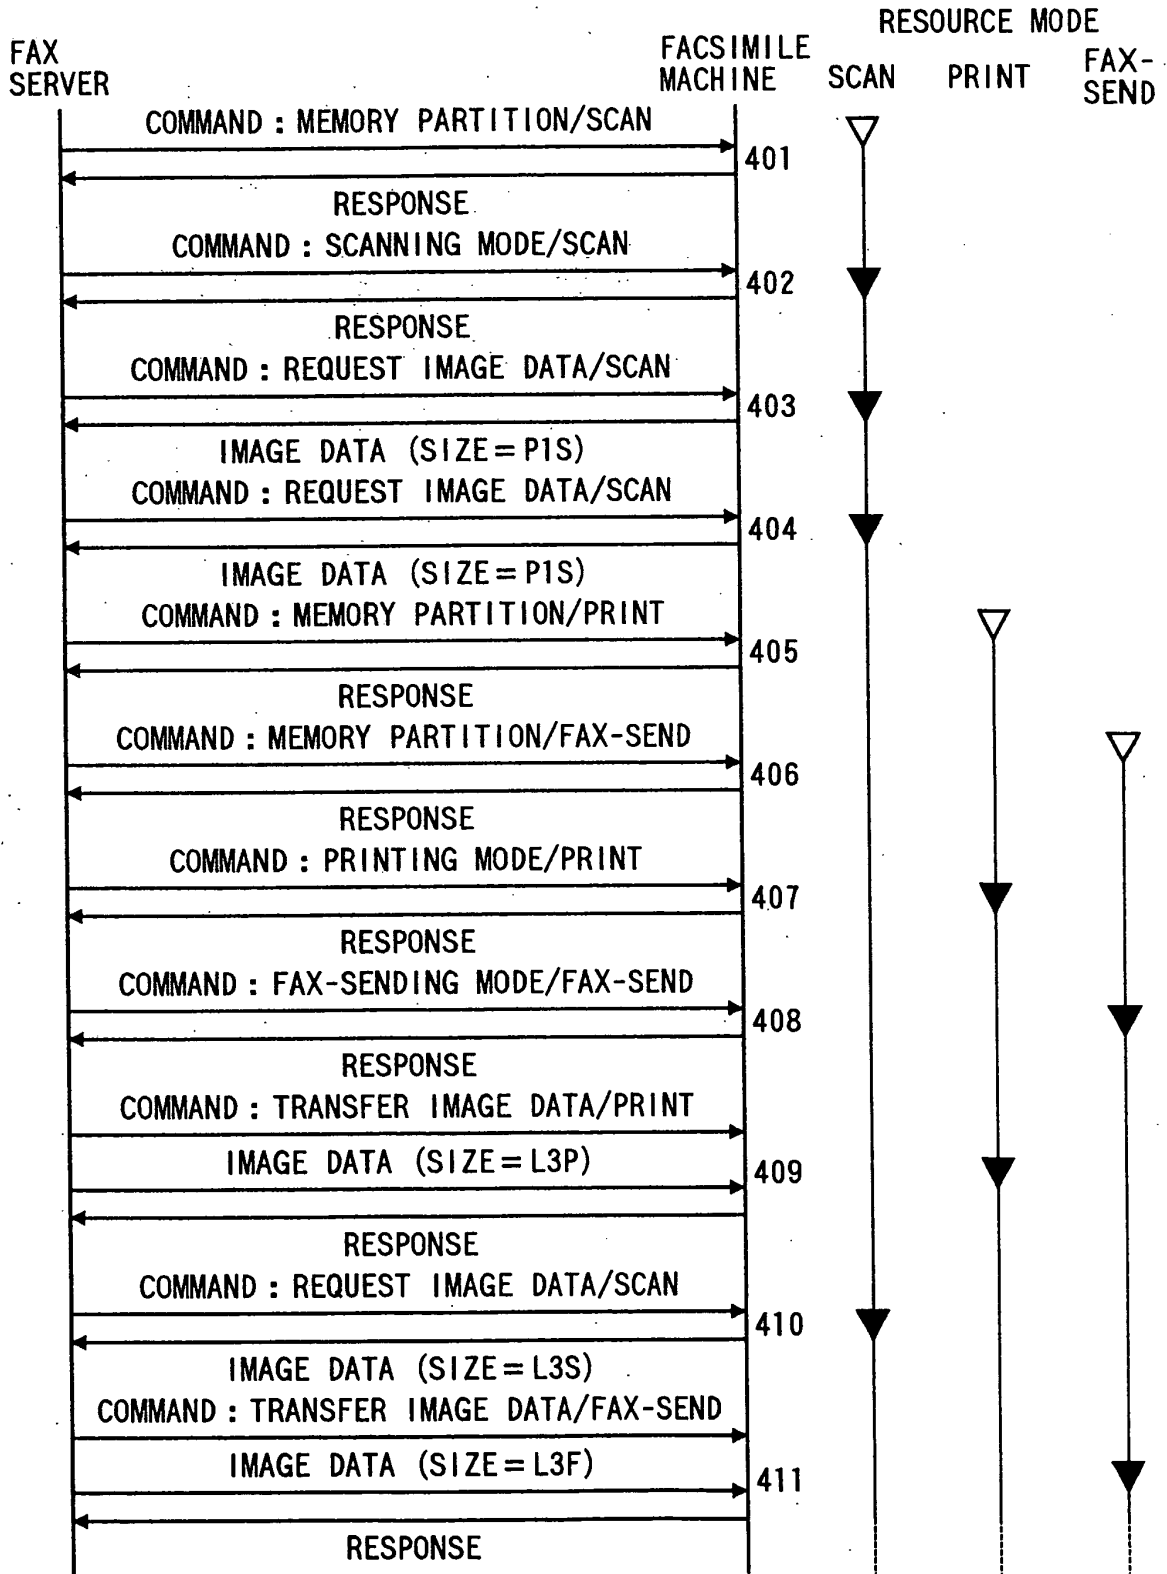 RESOURCE MODE
FAX SERVER
FACSIMILE MACHINE
SCAN
PRINT
FAX-SEND
COMMAND : MEMORY PARTITION/SCAN
401
RESPONSE
COMMAND : SCANNING MODE/SCAN
402
RESPONSE
COMMAND : REQUEST IMAGE DATA/SCAN
403
IMAGE DATA (SIZE=P1S)
COMMAND : REQUEST IMAGE DATA/SCAN
404
IMAGE DATA (SIZE=P1S)
COMMAND : MEMORY PARTITION/PRINT
405
RESPONSE
COMMAND : MEMORY PARTITION/FAX-SEND
406
RESPONSE
COMMAND : PRINTING MODE/PRINT
407
RESPONSE
COMMAND : FAX-SENDING MODE/FAX-SEND
408
RESPONSE
COMMAND : TRANSFER IMAGE DATA/PRINT
IMAGE DATA (SIZE=L3P)
409
RESPONSE
COMMAND : REQUEST IMAGE DATA/SCAN
410
IMAGE DATA (SIZE=L3S)
COMMAND : TRANSFER IMAGE DATA/FAX-SEND
IMAGE DATA (SIZE=L3F)
411
RESPONSE